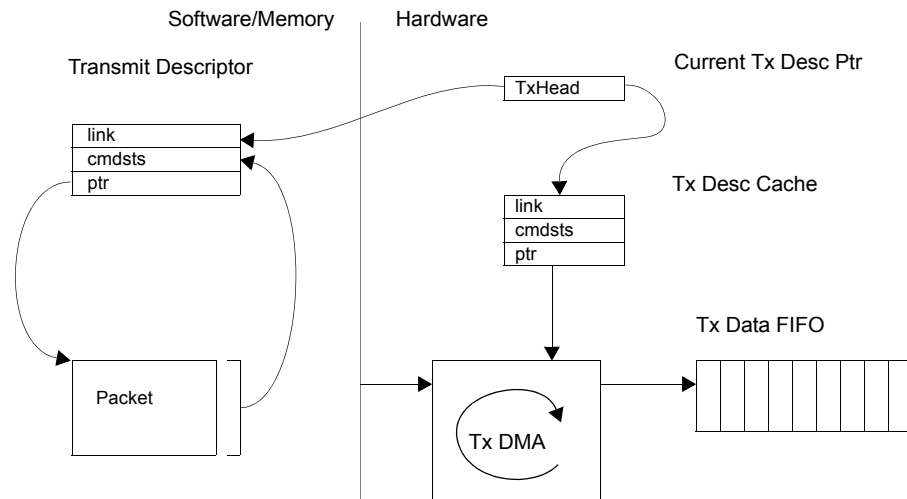 Software/Memory
Hardware
Transmit Descriptor
Current Tx Desc Ptr
TxHead
link
cmdsts
ptr
Tx Desc Cache
link
cmdsts
ptr
Tx Data FIFO
Packet
Tx DMA